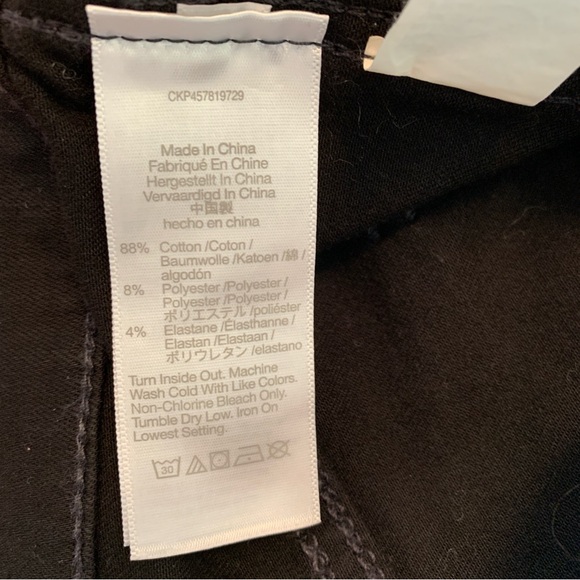 CKP457819729
Made In China
Fabriqué En Chine
Hergestellt In China
Vervaardigd In China
中国製
hecho en china
88% Cotton /Coton /
Baumwolle /Katoen /綿 /
algodón
8% Polyester /Polyester /
Polyester /Polyester /
ポリエステル /poliéster
4% Elastane /Élasthanne /
Elastan /Elastaan /
ポリウレタン /elastano
Turn Inside Out. Machine
Wash Cold With Like Colors.
Non-Chlorine Bleach Only.
Tumble Dry Low. Iron On
Lowest Setting.
30